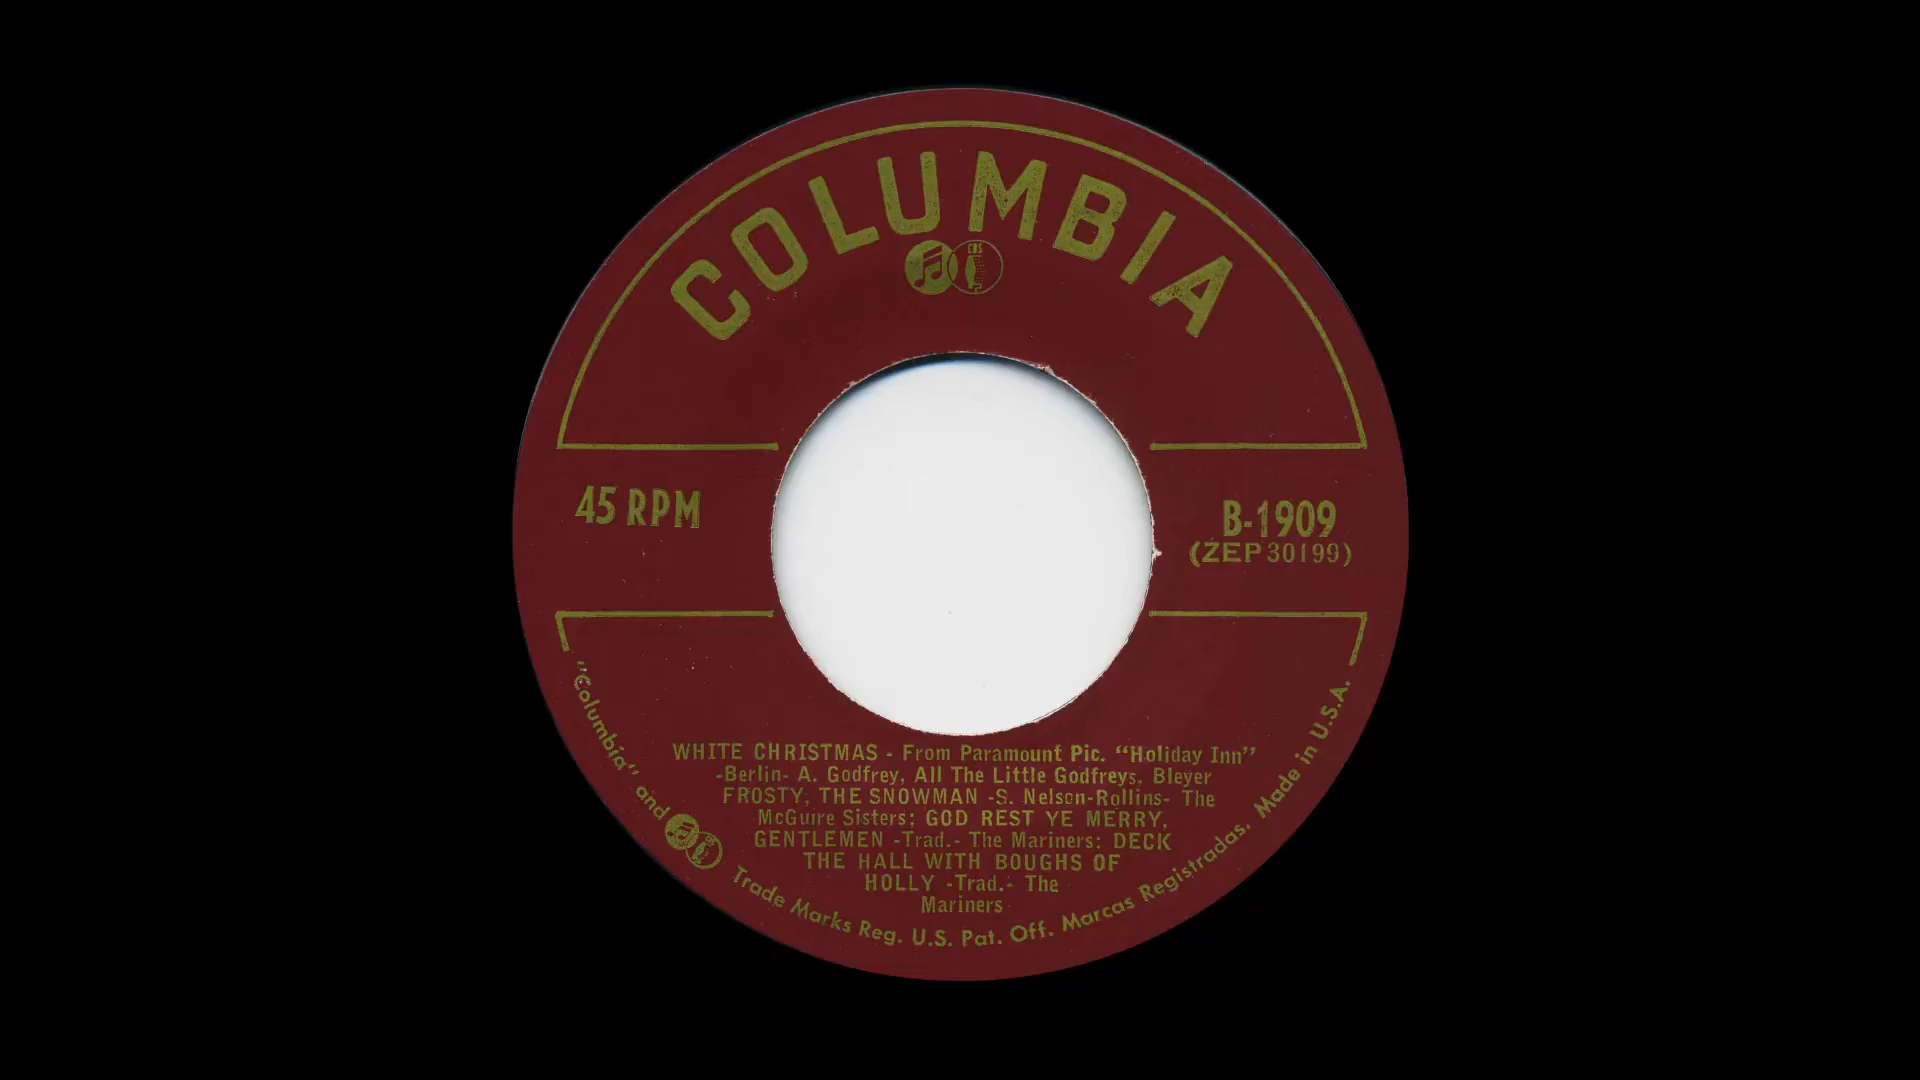 COLUMBIA
CBS
45 RPM
B-1909
(ZEP 30199)
WHITE CHRISTMAS - From Paramount Pic. "Holiday Inn"
-Berlin- A. Godfrey, All The Little Godfreys, Bleyer
FROSTY, THE SNOWMAN -S. Nelson-Rollins- The
McGuire Sisters; GOD REST YE MERRY,
GENTLEMEN -Trad.- The Mariners; DECK
THE HALL WITH BOUGHS OF
HOLLY -Trad.- The
Mariners
"Columbia" and Trade Marks Reg. U.S. Pat. Off. Marcas Registradas. Made in U.S.A.